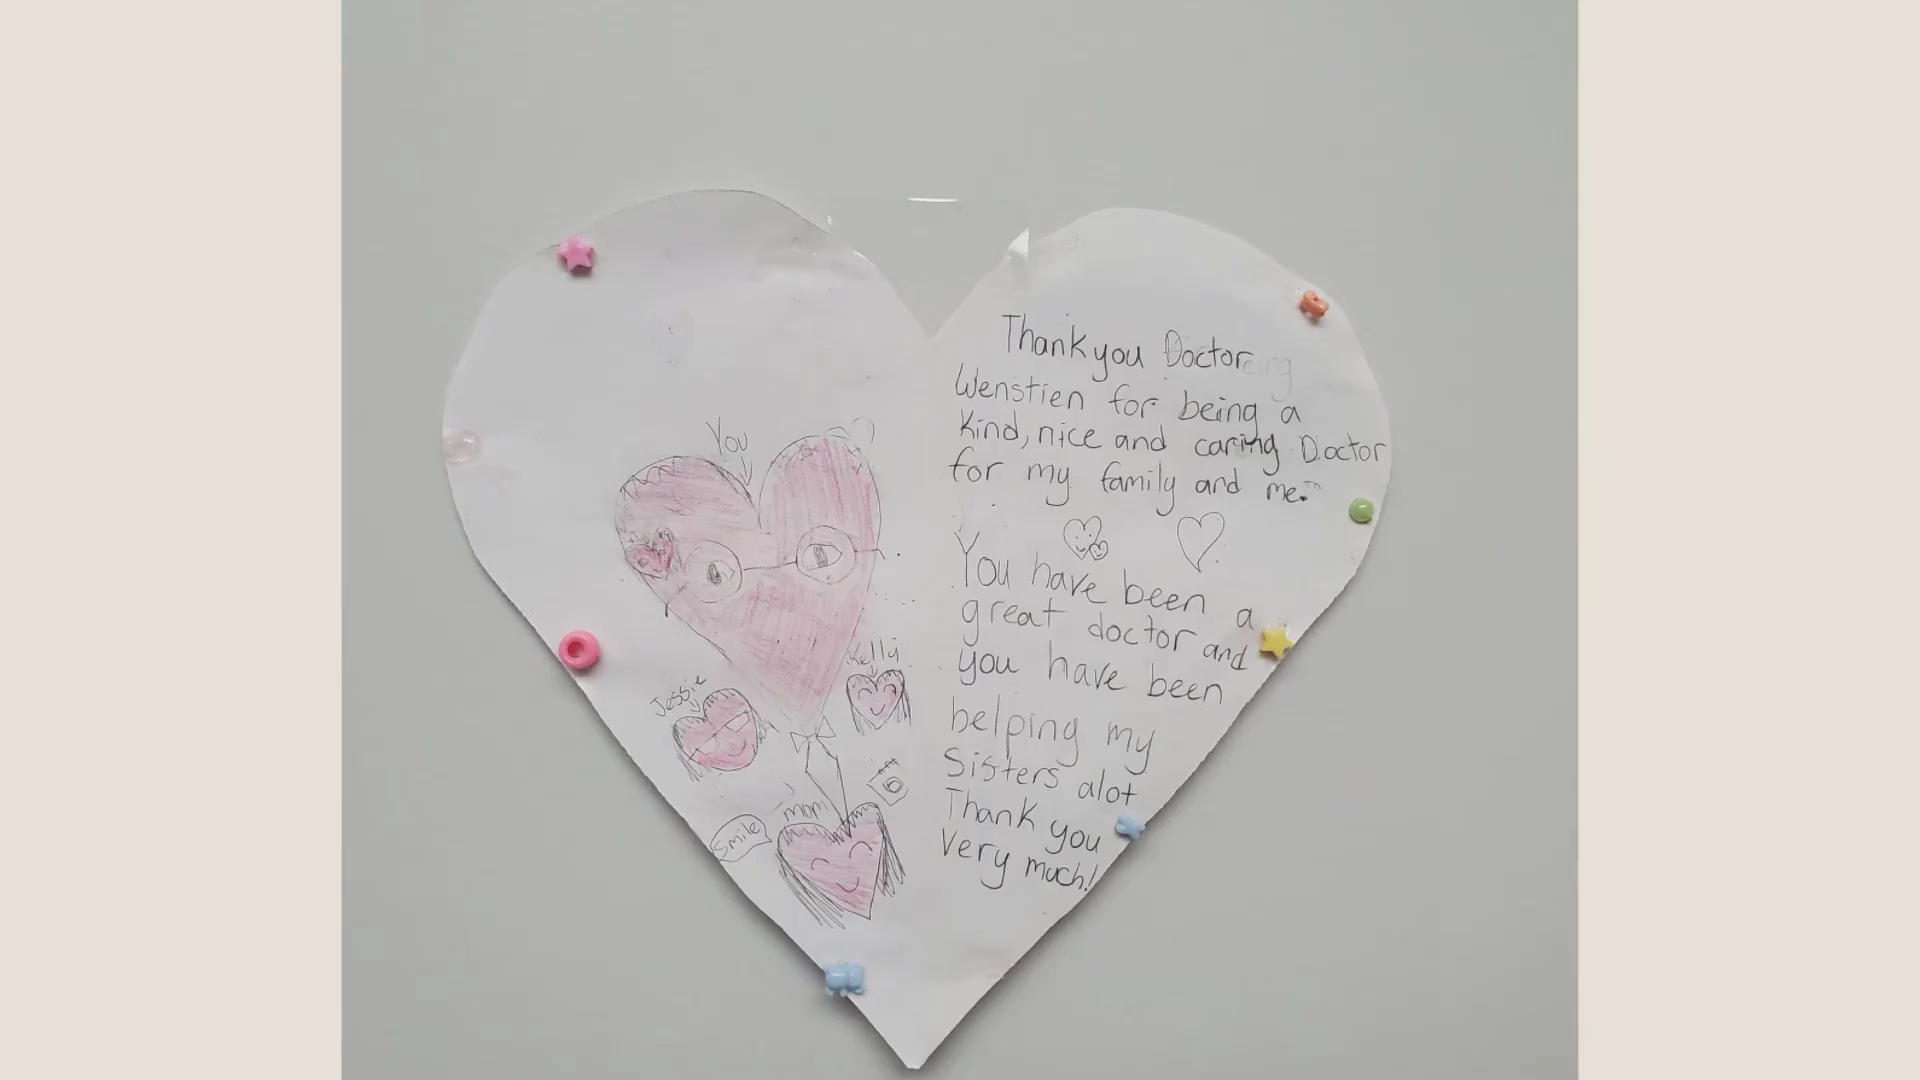 You
Kelly
Jessie
mom
Smile
Thank you Doctor
Wenstien for being a
Kind, nice and caring Doctor
for my family and me.
You have been a
great doctor and
you have been
helping my
Sisters alot
Thank you
Very much!